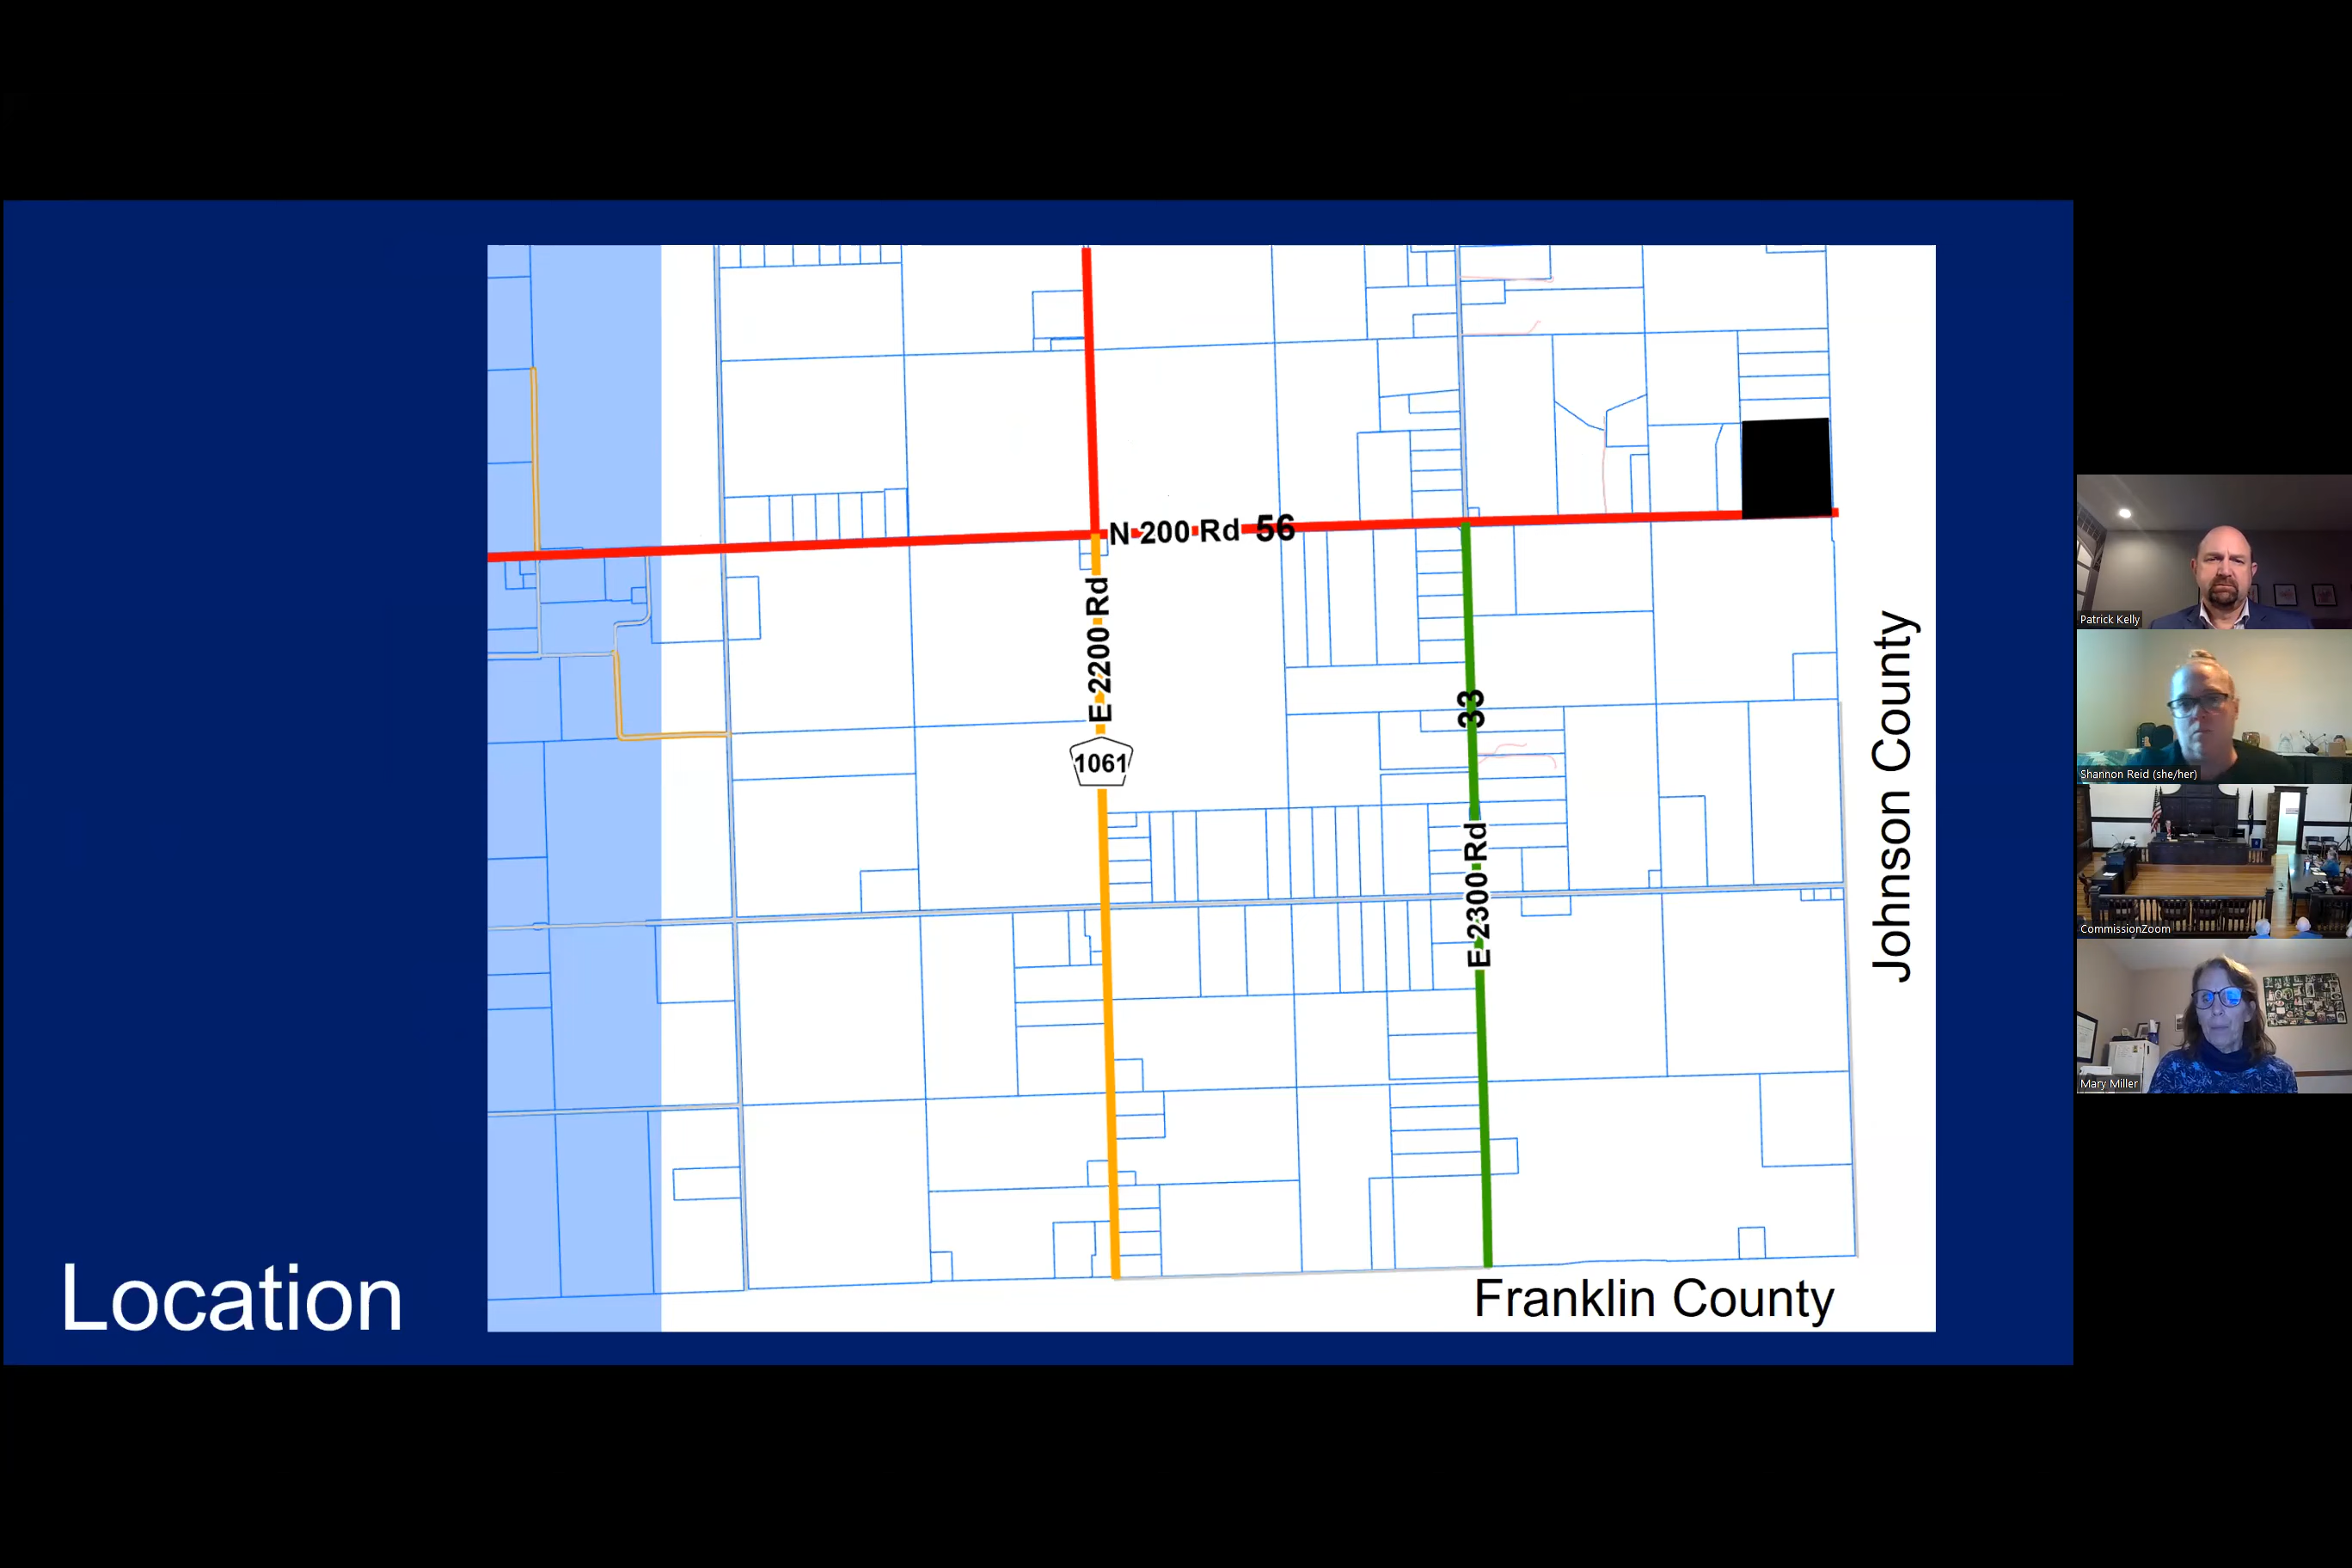 N 200 Rd 56
E 2200 Rd
1061
33
E 2300 Rd
Johnson County
Franklin County
Location
Patrick Kelly
Shannon Reid (she/her)
CommissionZoom
Mary Miller